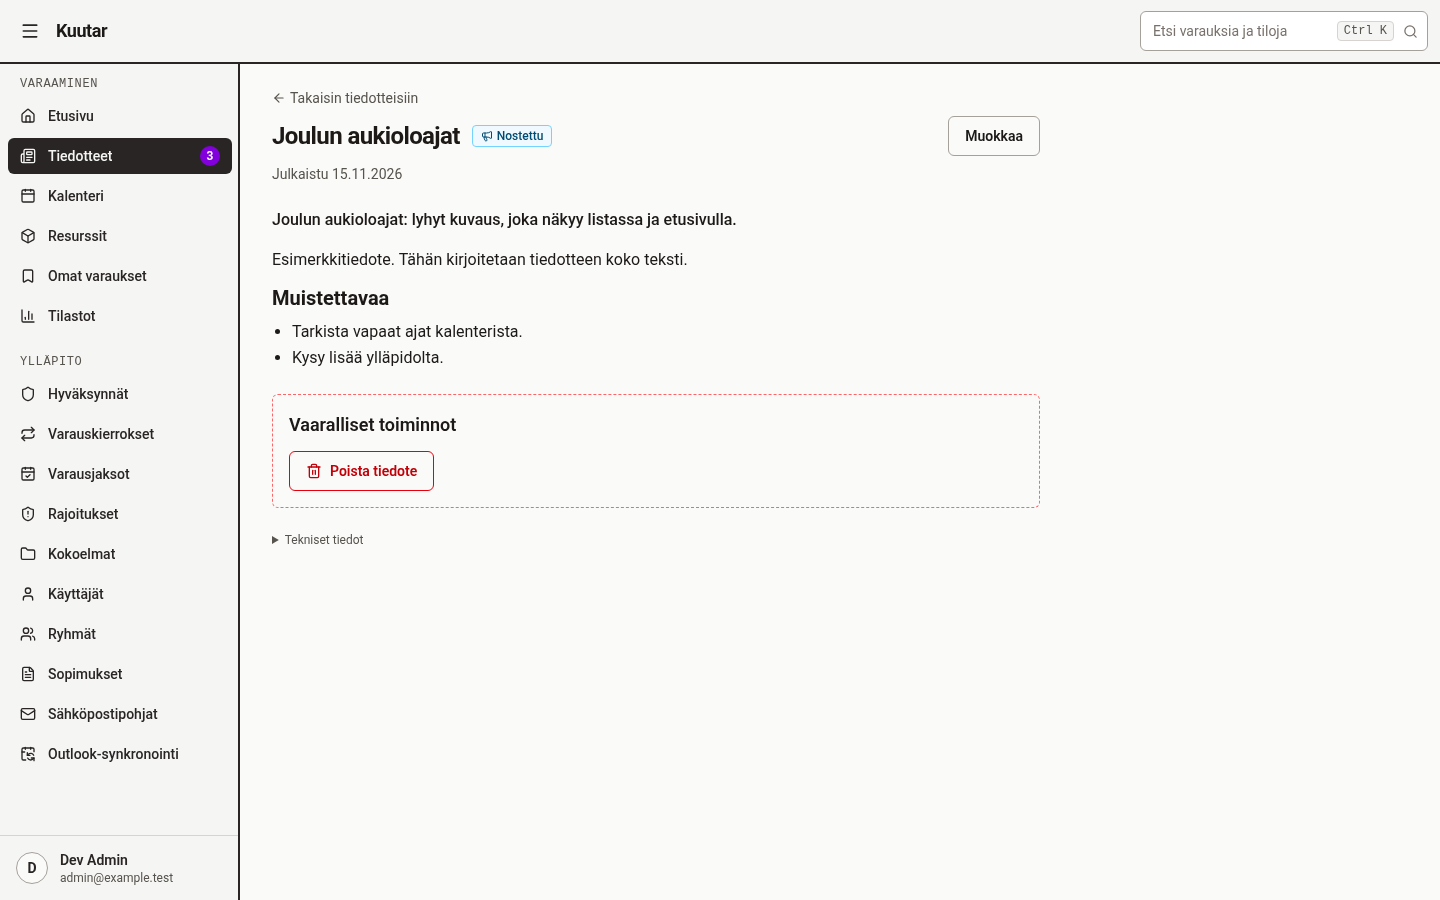 Kuutar
Etsi varauksia ja tiloja
Ctrl K
VARAAMINEN
Etusivu
Tiedotteet
3
Kalenteri
Resurssit
Omat varaukset
Tilastot
YLLÄPITO
Hyväksynnät
Varauskierrokset
Varausjaksot
Rajoitukset
Kokoelmat
Käyttäjät
Ryhmät
Sopimukset
Sähköpostipohjat
Outlook-synkronointi
D
Dev Admin
admin@example.test
Takaisin tiedotteisiin
Joulun aukioloajat
Nostettu
Muokkaa
Julkaistu 15.11.2026
Joulun aukioloajat: lyhyt kuvaus, joka näkyy listassa ja etusivulla.
Esimerkkitiedote. Tähän kirjoitetaan tiedotteen koko teksti.
Muistettavaa
• Tarkista vapaat ajat kalenterista.
• Kysy lisää ylläpidolta.
Vaaralliset toiminnot
Poista tiedote
Tekniset tiedot